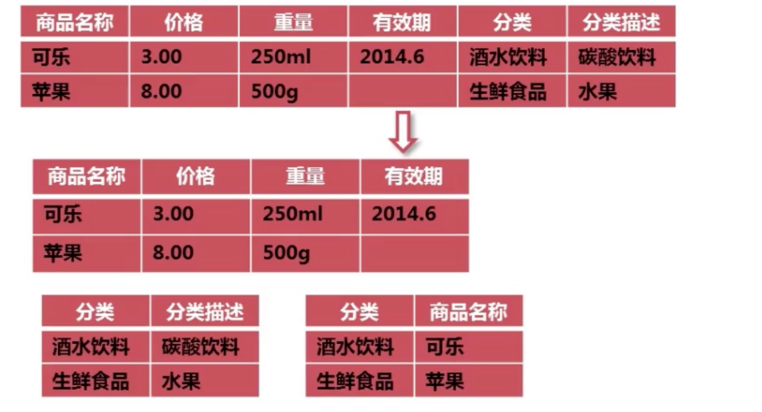 商品名称 价格 重量 有效期 分类 分类描述
可乐 3.00 250ml 2014.6 酒水饮料 碳酸饮料
苹果 8.00 500g 生鲜食品 水果
商品名称 价格 重量 有效期
可乐 3.00 250ml 2014.6
苹果 8.00 500g
分类 分类描述
酒水饮料 碳酸饮料
生鲜食品 水果
分类 商品名称
酒水饮料 可乐
生鲜食品 苹果